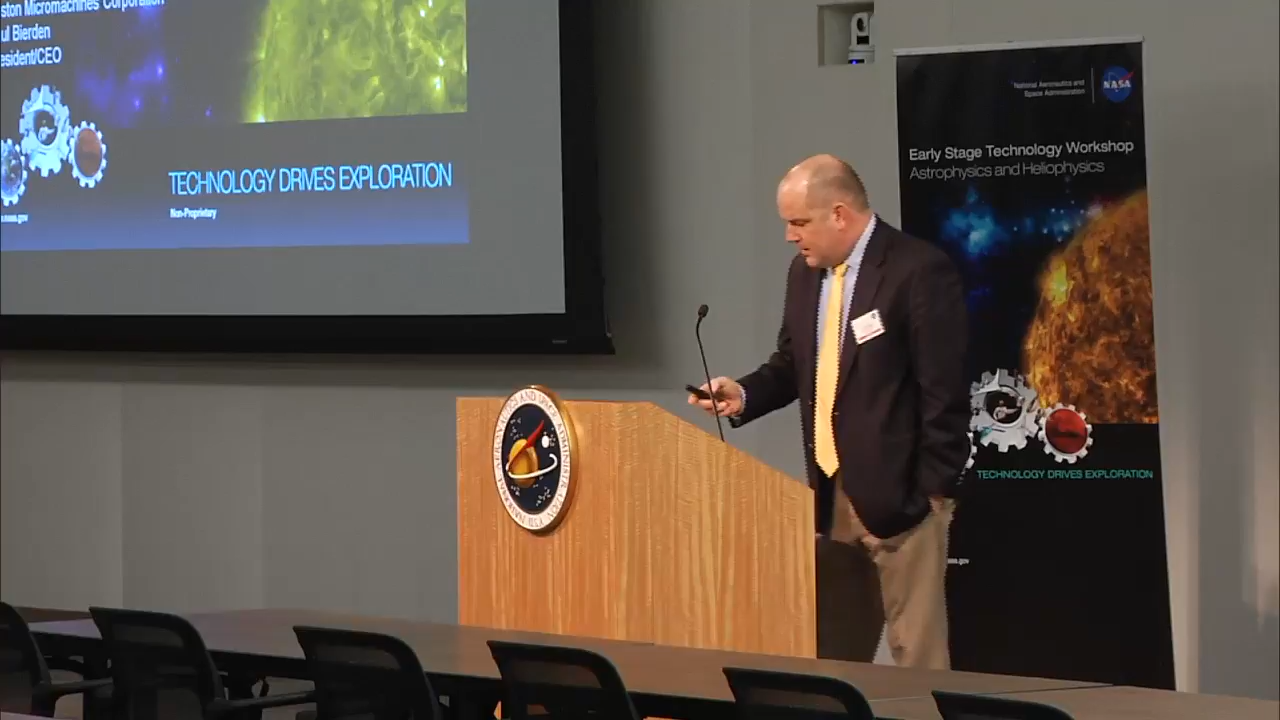 ston Micromachines Corporation
ul Bierden
esident/CEO
TECHNOLOGY DRIVES EXPLORATION
Non-Proprietary
National Aeronautics and
Space Administration
NASA
Early Stage Technology Workshop
Astrophysics and Heliophysics
TECHNOLOGY DRIVES EXPLORATION